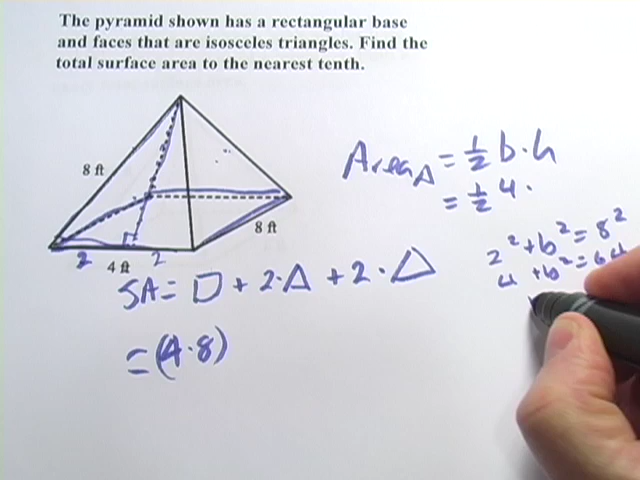 The pyramid shown has a rectangular base
and faces that are isosceles triangles. Find the
total surface area to the nearest tenth.
8 ft
8 ft
2 2
4 ft
Area△ = 1/2 b·h
= 1/2 4·
2² + b² = 8²
4 + b² = 64
SA = □ + 2·△ + 2·△
= (4·8)